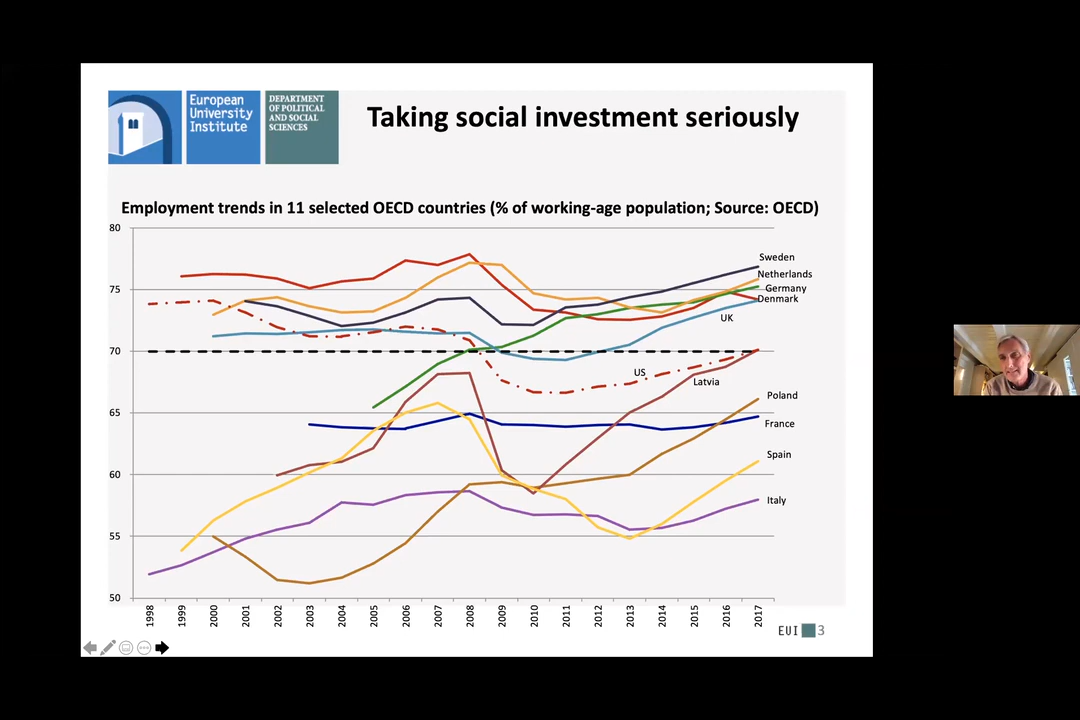 European
University
Institute
DEPARTMENT
OF POLITICAL
AND SOCIAL
SCIENCES
Taking social investment seriously
Employment trends in 11 selected OECD countries (% of working-age population; Source: OECD)
80
75
70
65
60
55
50
Sweden
Netherlands
Germany
Denmark
UK
US
Latvia
Poland
France
Spain
Italy
1998
1999
2000
2001
2002
2003
2004
2005
2006
2007
2008
2009
2010
2011
2012
2013
2014
2015
2016
2017
EUI 3